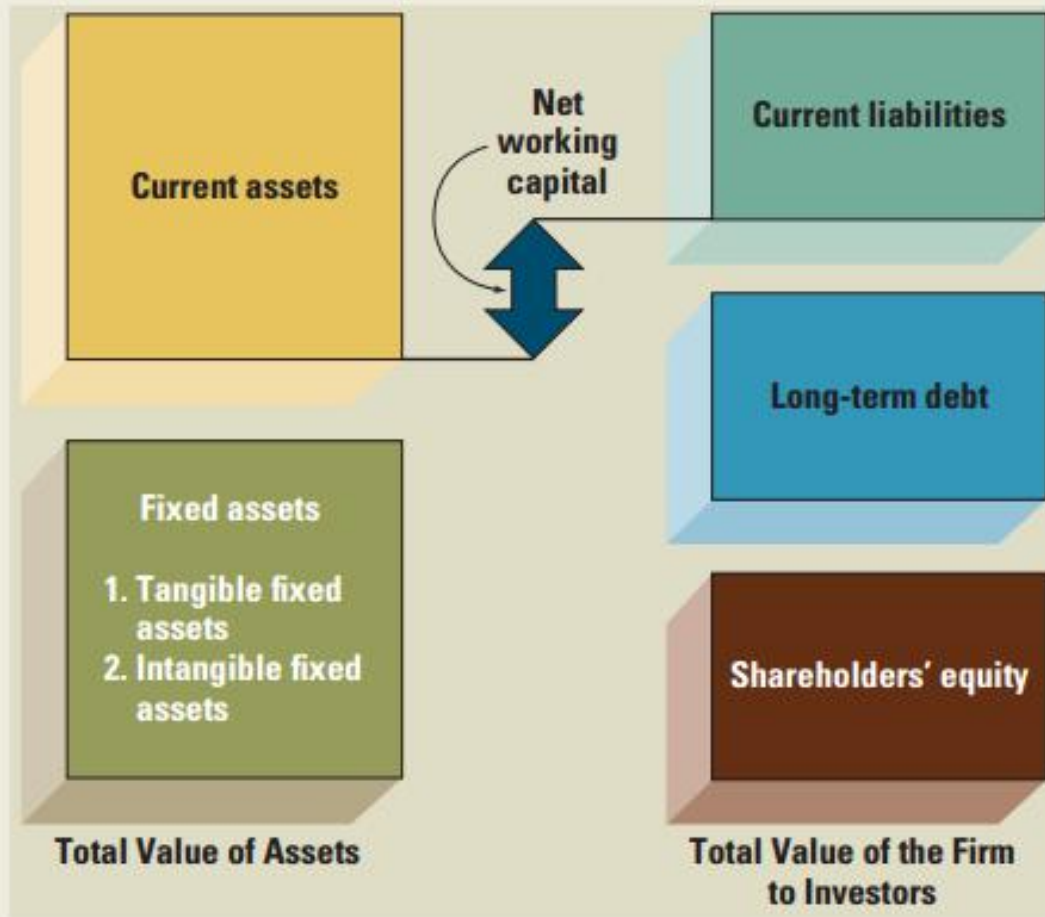 Current assets
Net
working
capital
Current liabilities
Long-term debt
Fixed assets
1. Tangible fixed
assets
2. Intangible fixed
assets
Shareholders’ equity
Total Value of Assets
Total Value of the Firm
to Investors